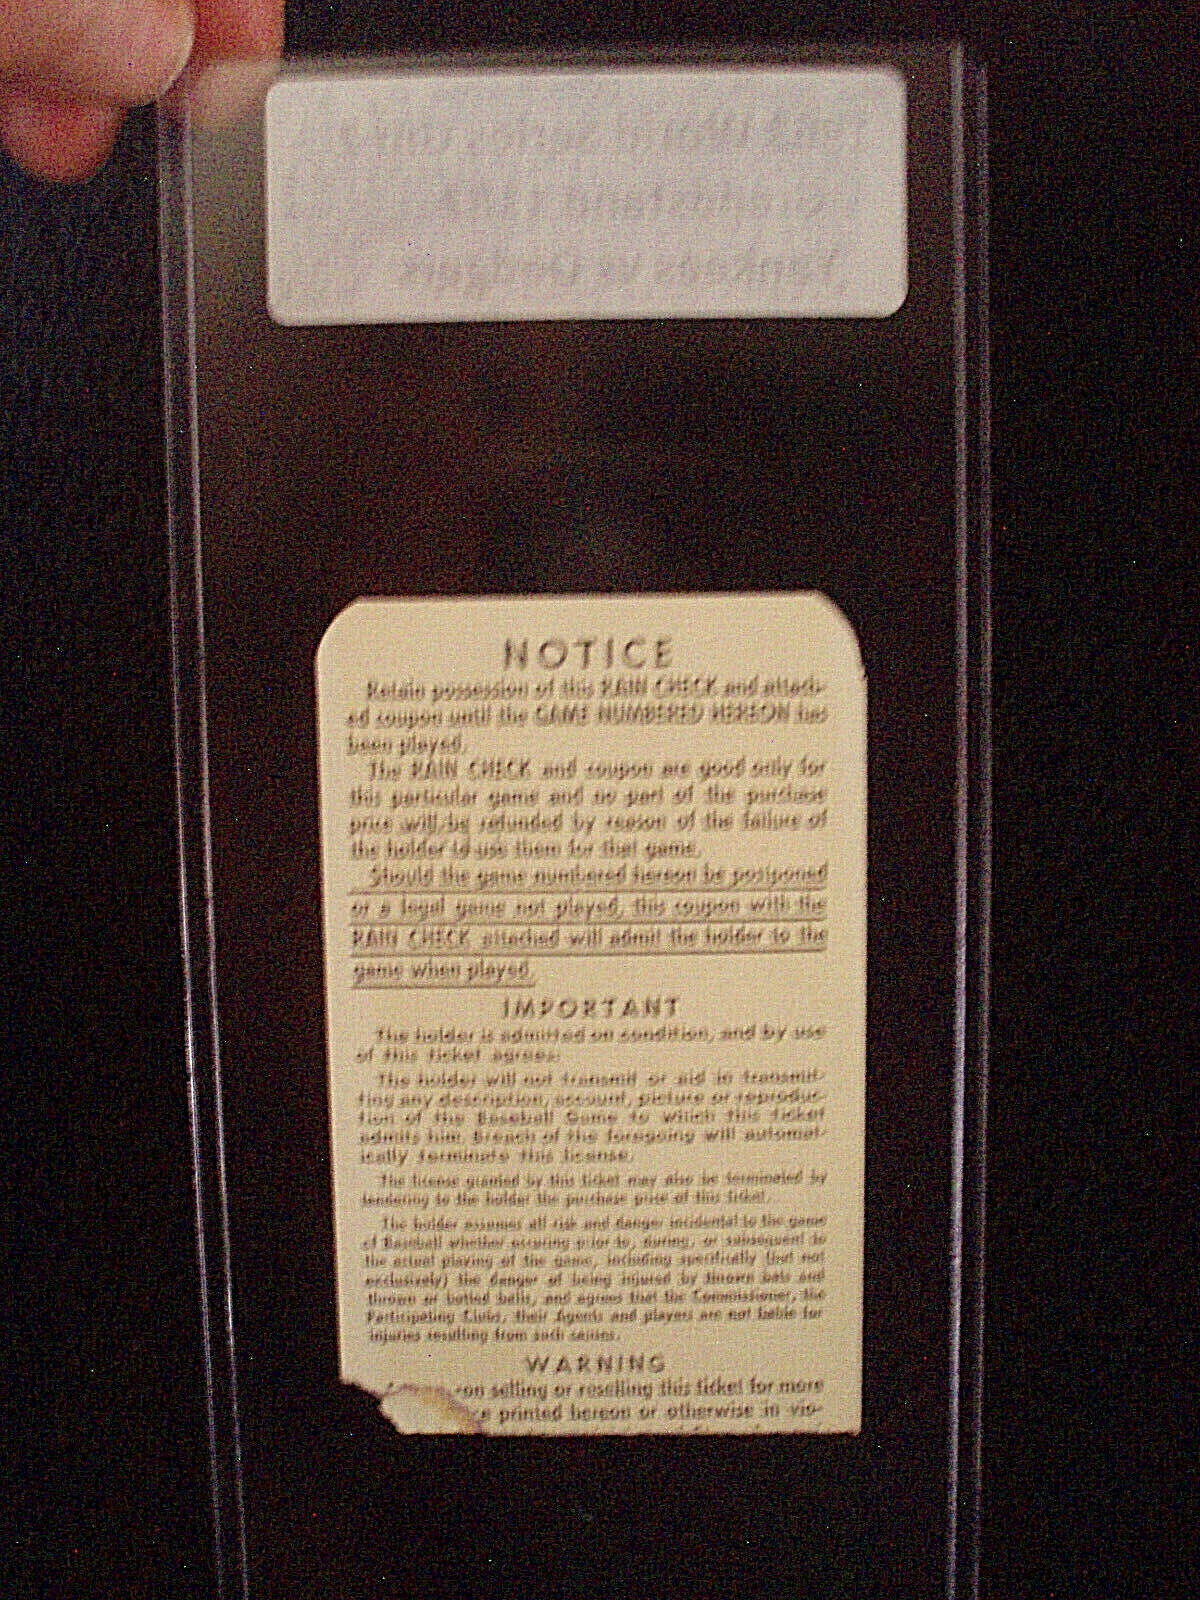 Yankees vs Dodgers
NOTICE
Retain possession of this RAIN CHECK and attach-
ed coupon until the GAME NUMBERED HEREON has
been played.
The RAIN CHECK and coupon are good only for
this particular game and no part of the purchase
price will be refunded by reason of the failure of
the holder to use them for that game.
Should the game numbered hereon be postponed
or a legal game not played, this coupon with the
RAIN CHECK attached will admit the holder to the
game when played.
IMPORTANT
The holder is admitted on condition, and by use
of this ticket agrees:
The holder will not transmit or aid in transmit-
ting any description, account, picture or reproduc-
tion of the Baseball Game to which this ticket
admits him. Breach of the foregoing will automat-
ically terminate this license.
The license granted by this ticket may also be terminated by
tendering to the holder the purchase price of this ticket.
The holder assumes all risk and danger incidental to the game
of Baseball whether occuring prior to, during, or subsequent to
the actual playing of the game, including specifically (but not
exclusively) the danger of being injured by thrown bats and
thrown or batted balls, and agrees that the Commissioner, the
Participating Clubs, their Agents and players are not liable for
injuries resulting from such causes.
WARNING
on selling or reselling this ticket for more
printed hereon or otherwise in vio-